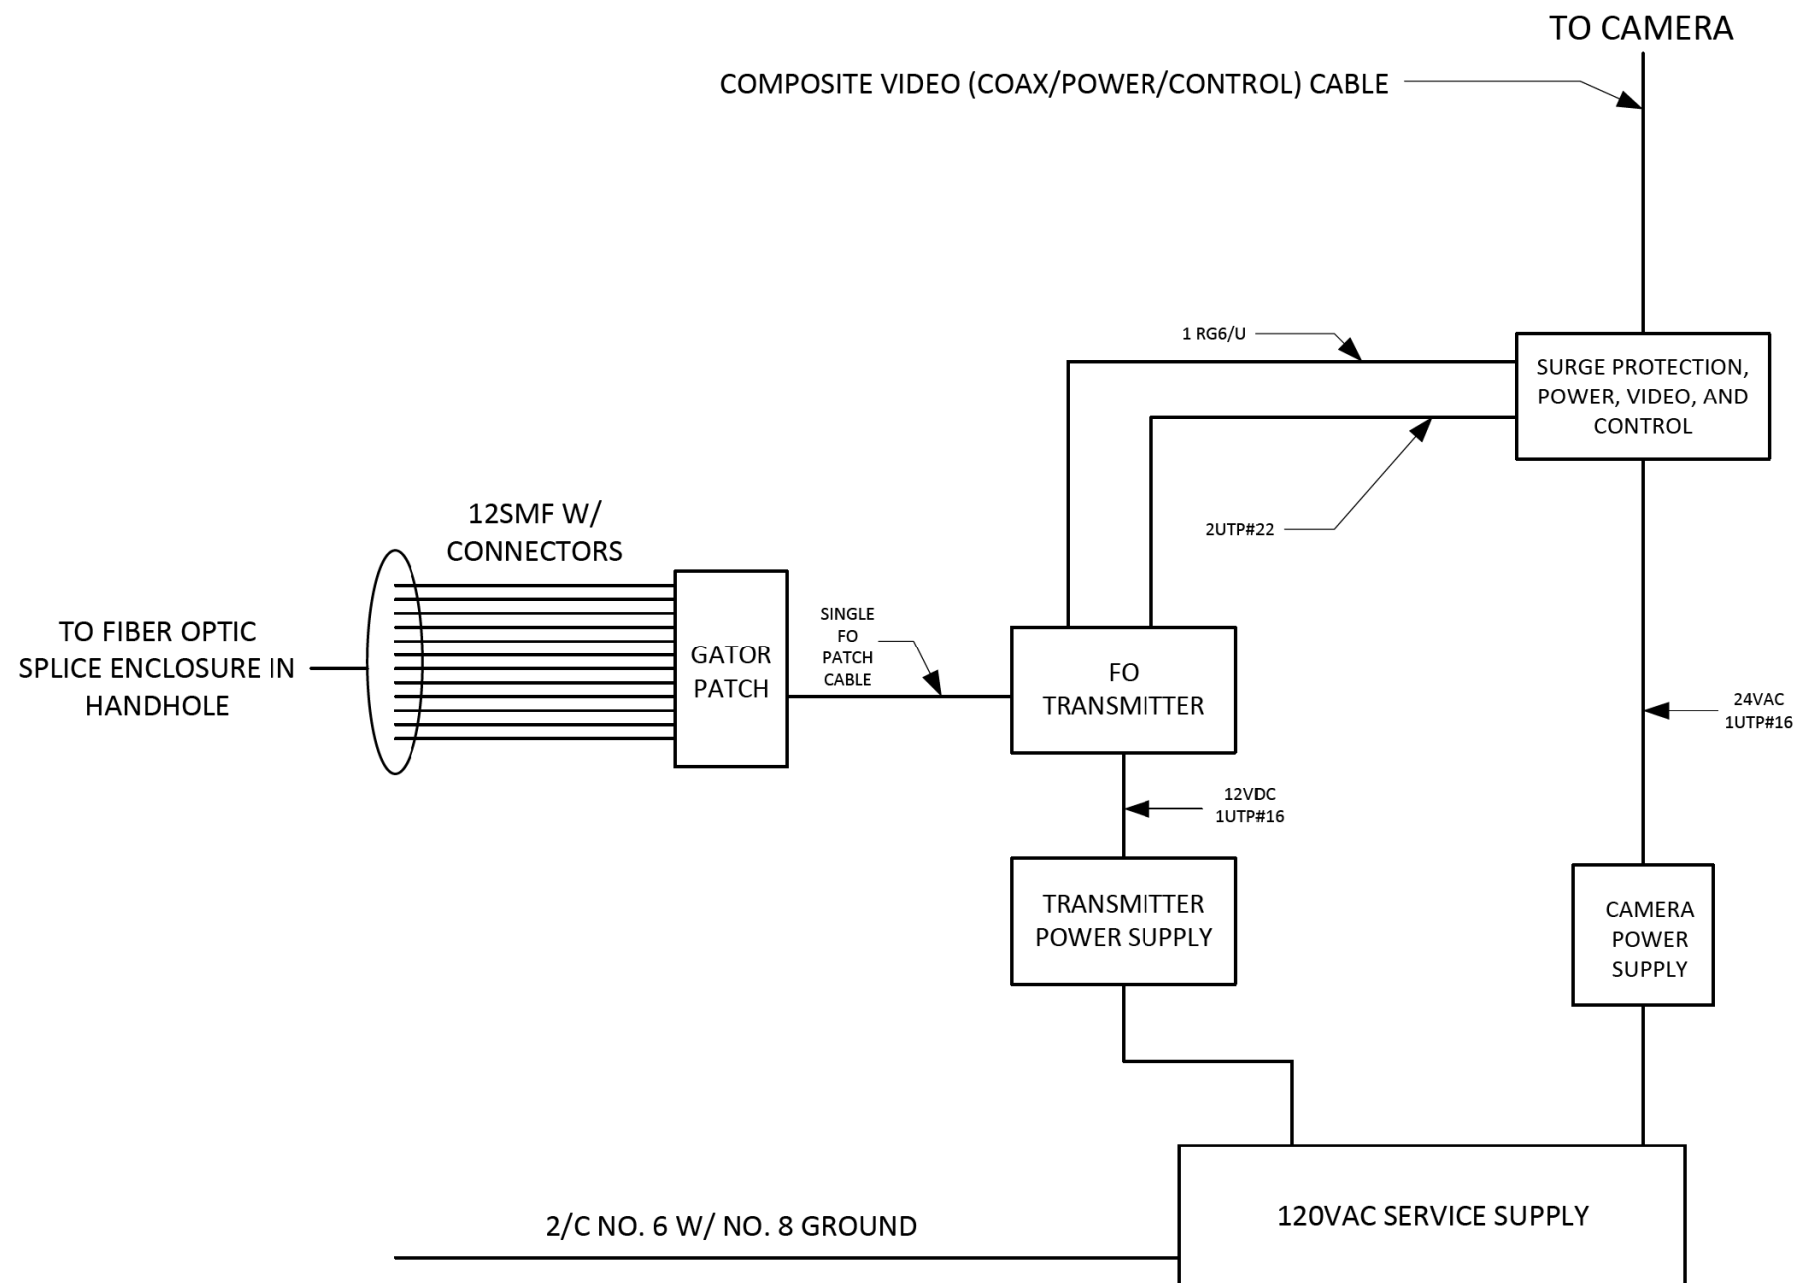 TO CAMERA
COMPOSITE VIDEO (COAX/POWER/CONTROL) CABLE
1 RG6/U
SURGE PROTECTION,
POWER, VIDEO, AND
CONTROL
2UTP#22
12SMF W/
CONNECTORS
TO FIBER OPTIC
SPLICE ENCLOSURE IN
HANDHOLE
GATOR
PATCH
SINGLE
FO
PATCH
CABLE
FO
TRANSMITTER
24VAC
1UTP#16
12VDC
1UTP#16
TRANSMITTER
POWER SUPPLY
CAMERA
POWER
SUPPLY
2/C NO. 6 W/ NO. 8 GROUND
120VAC SERVICE SUPPLY